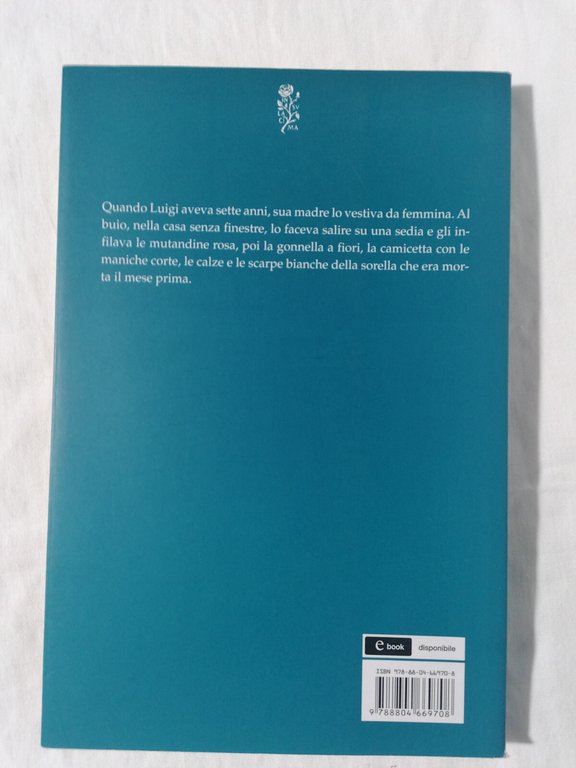 IN SU
CIMA
Quando Luigi aveva sette anni, sua madre lo vestiva da femmina. Al
buio, nella casa senza finestre, lo faceva salire su una sedia e gli in-
filava le mutandine rosa, poi la gonnella a fiori, la camicetta con le
maniche corte, le calze e le scarpe bianche della sorella che era mor-
ta il mese prima.
e book disponibile
ISBN 978-88-04-66970-8
9 788804 669708